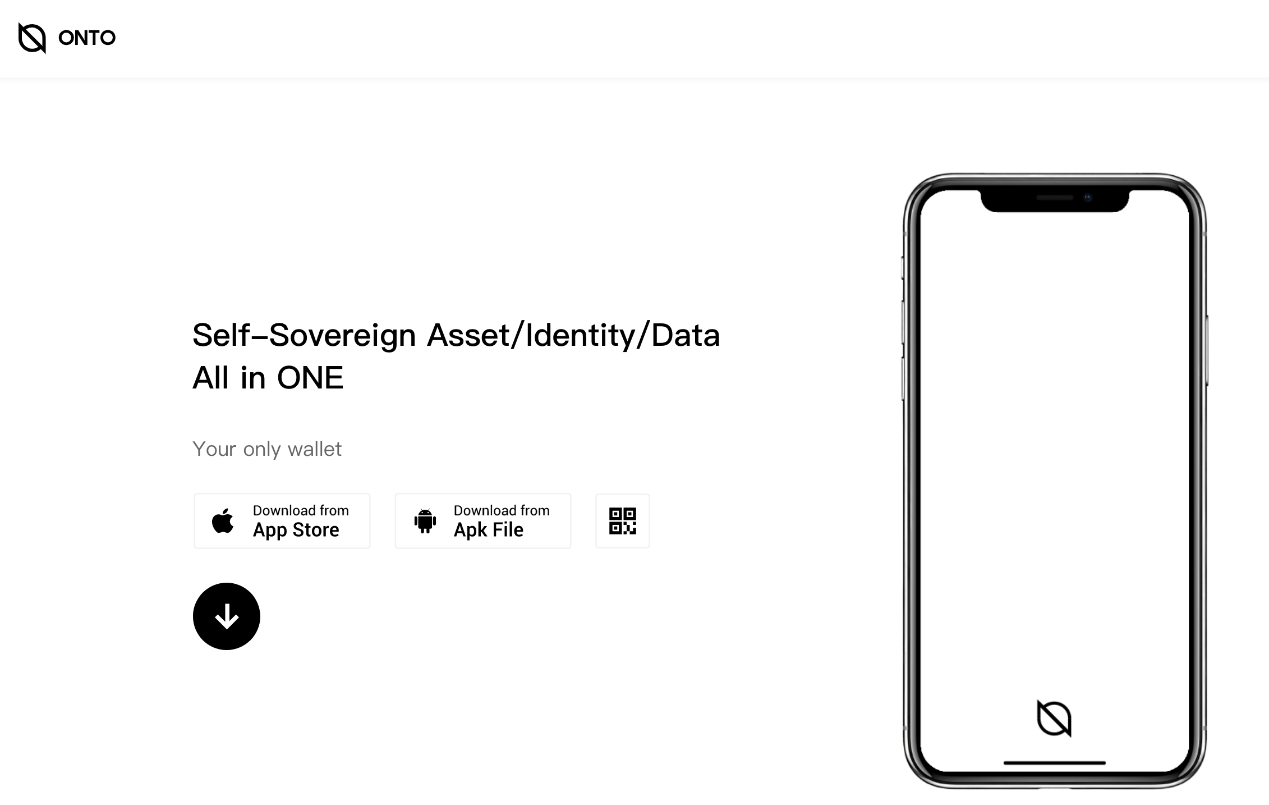 ONTO
Self-Sovereign Asset/Identity/Data
All in ONE
Your only wallet
Download from
App Store
Download from
Apk File